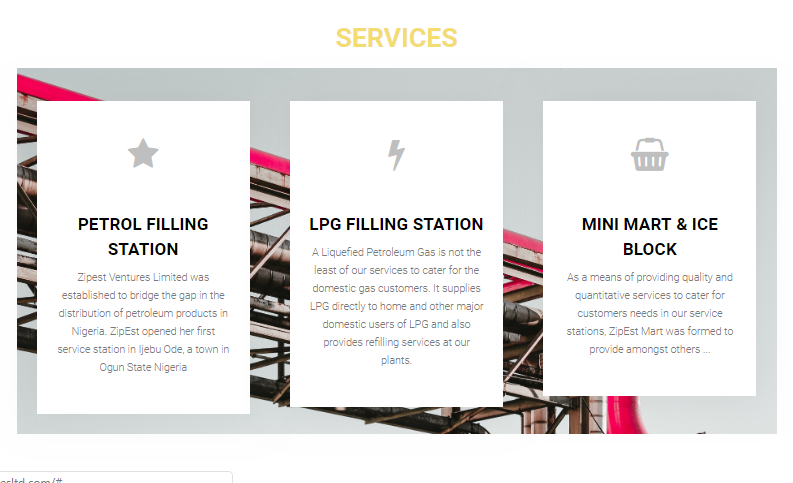 SERVICES
PETROL FILLING
STATION
Zipest Ventures Limited was
established to bridge the gap in the
distribution of petroleum products in
Nigeria. ZipEst opened her first
service station in Ijebu Ode, a town in
Ogun State Nigeria
LPG FILLING STATION
A Liquefied Petroleum Gas is not the
least of our services to cater for the
domestic gas customers. It supplies
LPG directly to home and other major
domestic users of LPG and also
provides refilling services at our
plants.
MINI MART & ICE
BLOCK
As a means of providing quality and
quantitative services to cater for
customers needs in our service
stations, ZipEst Mart was formed to
provide amongst others ...
esltd.com/#